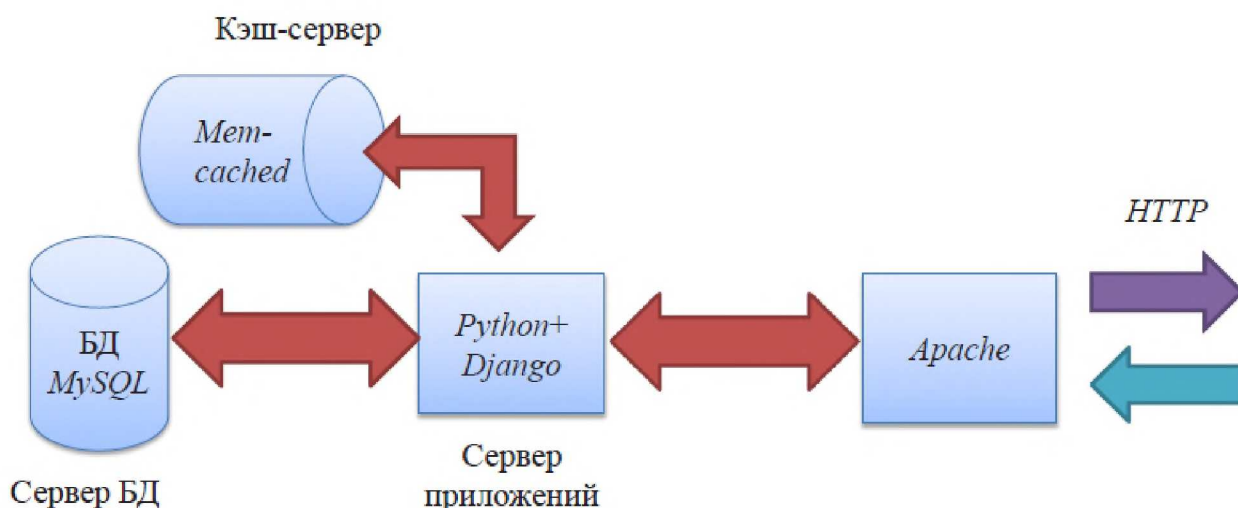 Кэш-сервер
Mem-
cached
HTTP
БД
MySQL
Python+
Django
Apache
Сервер БД
Сервер
приложений